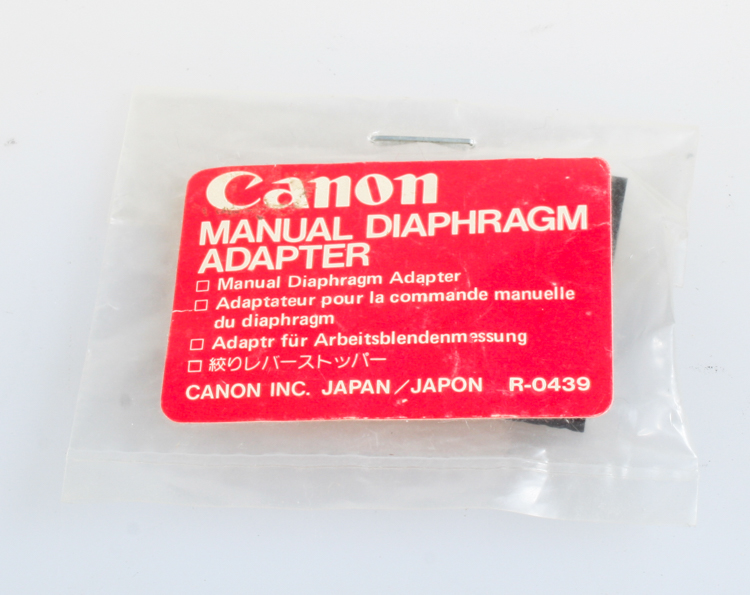 Canon
MANUAL DIAPHRAGM
ADAPTER
□ Manual Diaphragm Adapter
□ Adaptateur pour la commande manuelle
du diaphragm
□ Adaptr für Arbeitsblendenmessung
□ 絞りレバーストッパー
CANON INC. JAPAN/JAPON R-0439